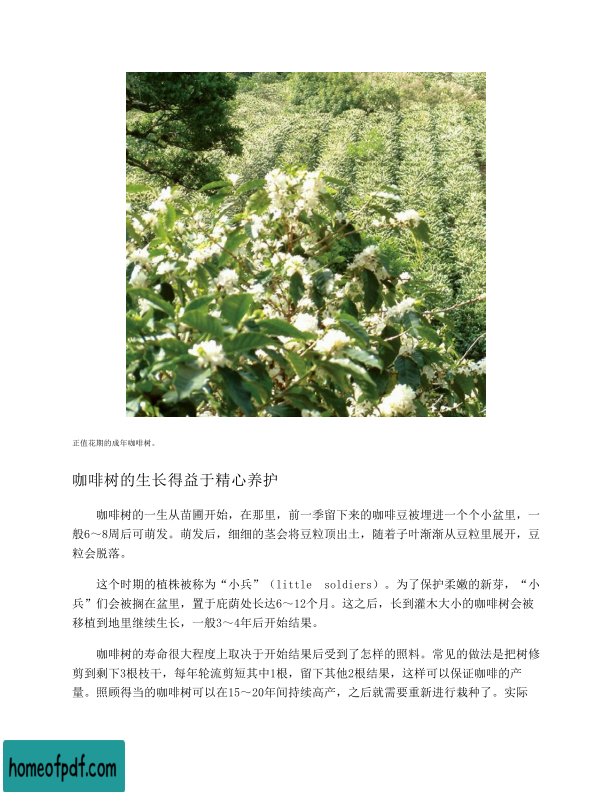 正值花期的成年咖啡树。
咖啡树的生长得益于精心养护
咖啡树的一生从苗圃开始，在那里，前一季留下来的咖啡豆被埋进一个个小盆里，一
般6～8周后可萌发。萌发后，细细的茎会将豆粒顶出土，随着子叶渐渐从豆粒里展开，豆
粒会脱落。
这个时期的植株被称为“小兵”（little soldiers）。为了保护柔嫩的新芽，“小
兵”们会被搁在盆里，置于庇荫处长达6～12个月。这之后，长到灌木大小的咖啡树会被
移植到地里继续生长，一般3～4年后开始结果。
咖啡树的寿命很大程度上取决于开始结果后受到了怎样的照料。常见的做法是把树修
剪到剩下3根枝干，每年轮流剪短其中1根，留下其他2根结果，这样可以保证咖啡的产
量。照顾得当的咖啡树可以在15～20年间持续高产，之后就需要重新进行栽种了。实际
homeofpdf.com